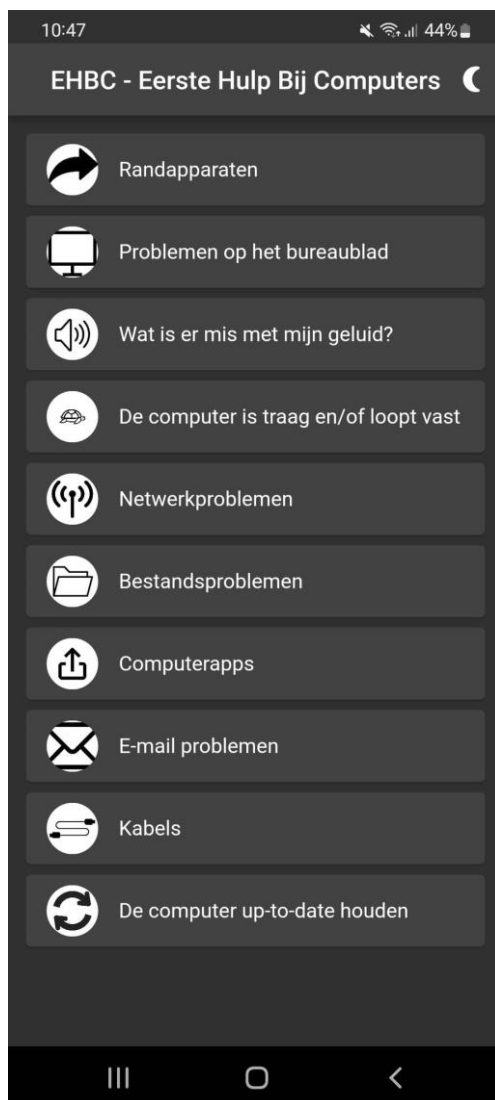 10:47 44%
EHBC - Eerste Hulp Bij Computers
Randapparaten
Problemen op het bureaublad
Wat is er mis met mijn geluid?
De computer is traag en/of loopt vast
Netwerkproblemen
Bestandsproblemen
Computerapps
E-mail problemen
Kabels
De computer up-to-date houden